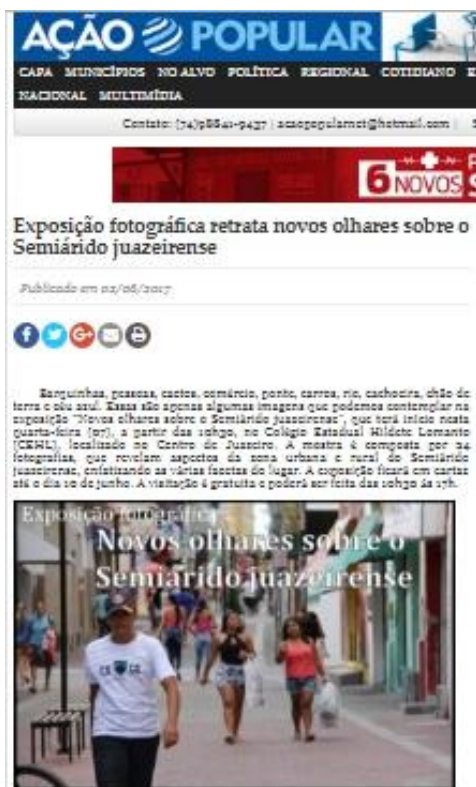 AÇÃO POPULAR
CAPA MUNICÍPIOS NO ALVO POLÍTICA REGIONAL COTIDIANO
NACIONAL MULTIMÍDIA
Contato: (74)98841-9437 | acaopopularnet@hotmail.com |
6 NOVOS
Exposição fotográfica retrata novos olhares sobre o
Semiárido juazeirense
Publicado em 02/06/2017
Barquinhas, pessoas, cactos, comércio, ponte, carros, rio, cachoeira, chão de
terra e céu azul. Essas são apenas algumas imagens que podemos contemplar na
exposição "Novos olhares sobre o Semiárido juazeirense", que terá início nesta
quarta-feira (07), a partir das 10h30, no Colégio Estadual Hildete Lomanto
(CEHL), localizado no Centro de Juazeiro. A mostra é composta por 24
fotografias, que revelam aspectos da zona urbana e rural do Semiárido
juazeirense, enfatizando as várias facetas do lugar. A exposição ficará em cartaz
até o dia 10 de junho. A visitação é gratuita e poderá ser feita das 10h30 às 17h.
Exposição fotográfica
Novos olhares sobre o
Semiárido juazeirense